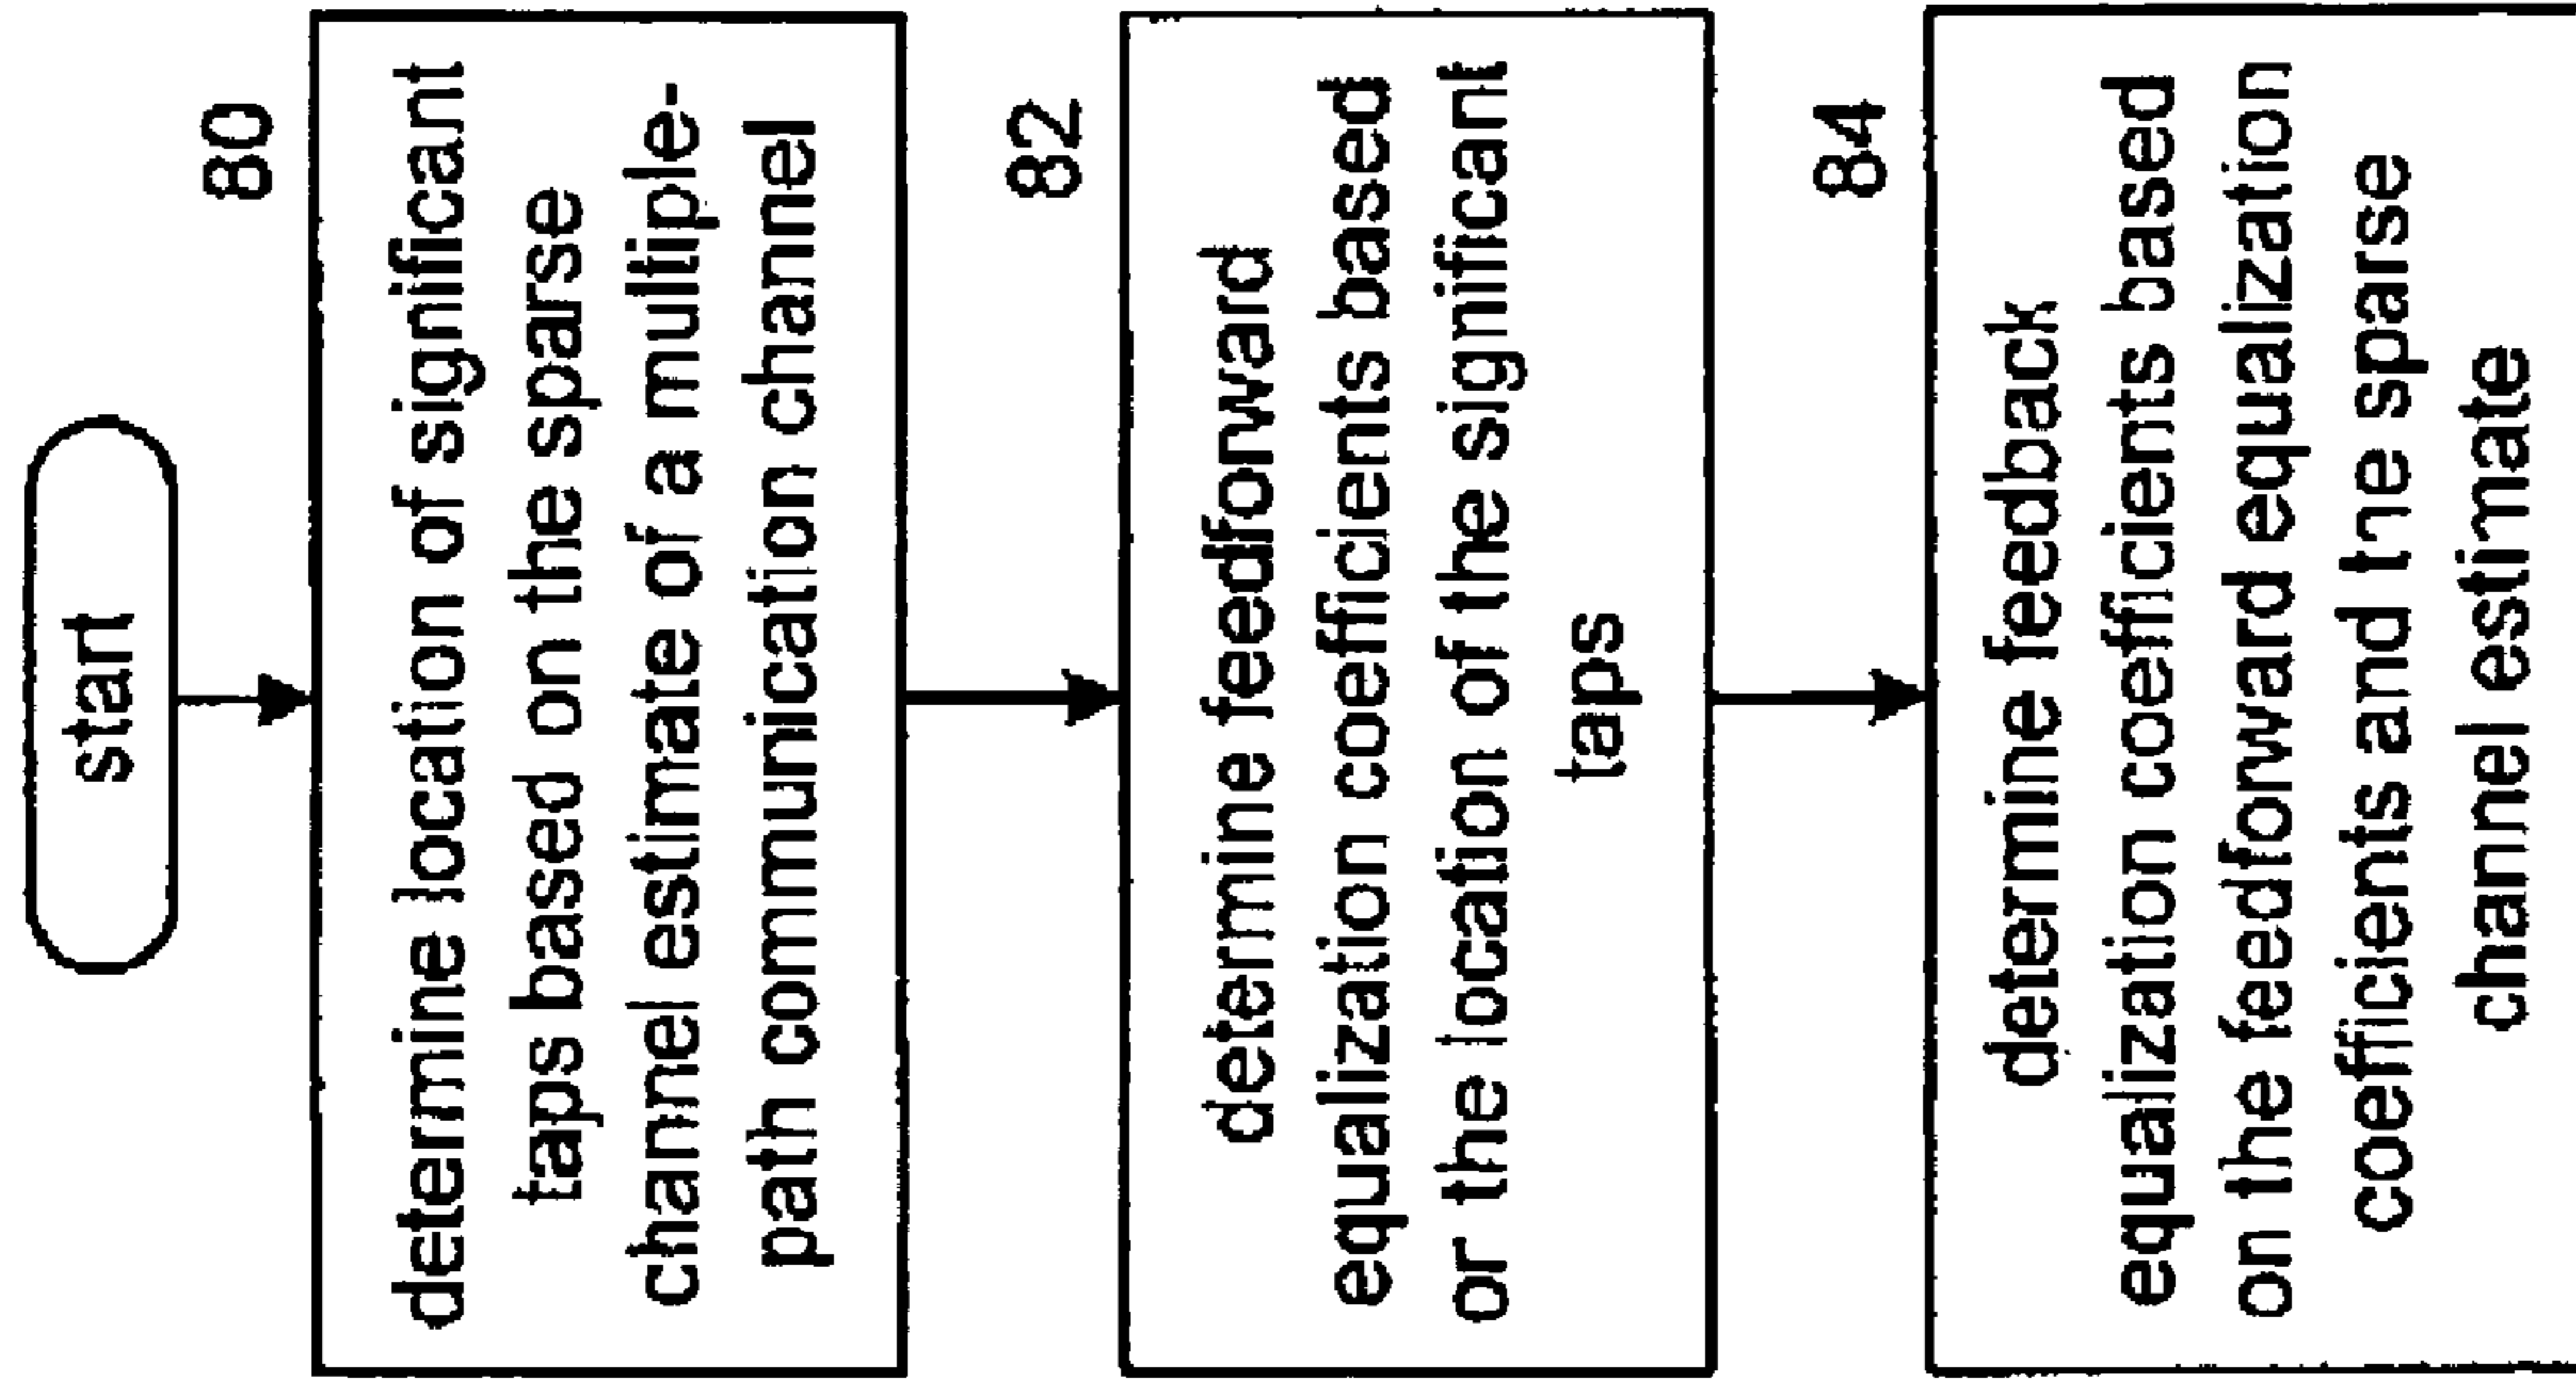 start
80
determine location of significant
taps based on the sparse
channel estimate of a multiple-
path communication channel
82
determine feedforward
equalization coefficients based
or the location of the significant
taps
84
determine feedback
equalization coefficients based
on the feedforward equalization
coefficients and the sparse
channel estimate